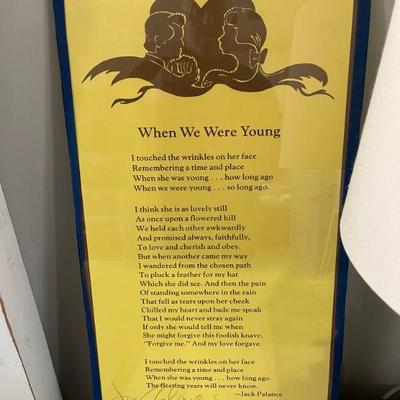 When We Were Young
I touched the wrinkles on her face
Remembering a time and place
When she was young . . . how long ago
When we were young . . . so long ago.
I think she is as lovely still
As once upon a flowered hill
We held each other awkwardly
And promised always, faithfully,
To love and cherish and obey.
But when another came my way
I wandered from the chosen path
To pluck a feather for my hat
Which she did see. And then the pain
Of standing somewhere in the rain
That fell as tears upon her cheek
Chilled my heart and bade me speak
That I would never stray again
If only she would tell me when
She might forgive this foolish knave.
"Forgive me." And my love forgave.
I touched the wrinkles on her face
Remembering a time and place
When she was young . . . how long ago.
The fleeting years will never know.
—Jack Palance